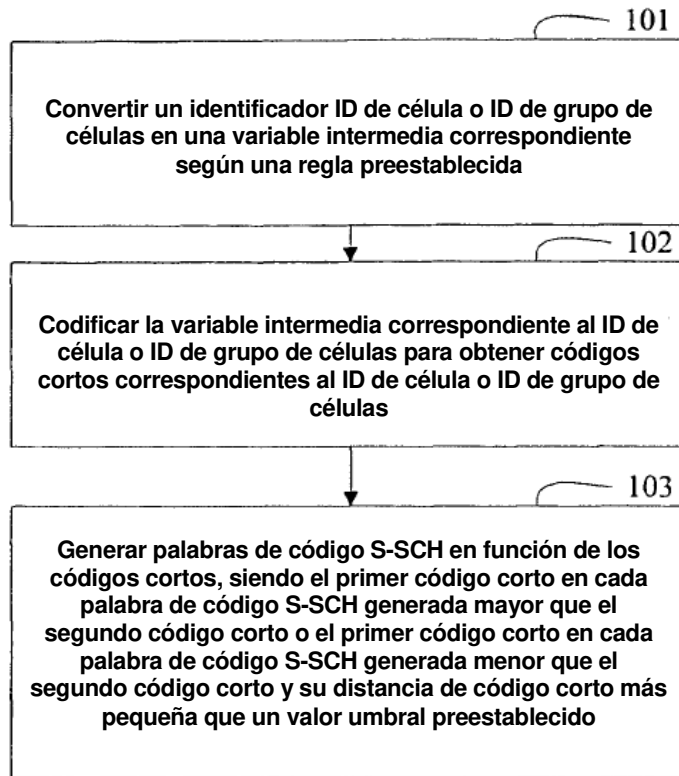 101
Convertir un identificador ID de célula o ID de grupo de
células en una variable intermedia correspondiente
según una regla preestablecida
102
Codificar la variable intermedia correspondiente al ID de
célula o ID de grupo de células para obtener códigos
cortos correspondientes al ID de célula o ID de grupo de
células
103
Generar palabras de código S-SCH en función de los
códigos cortos, siendo el primer código corto en cada
palabra de código S-SCH generada mayor que el
segundo código corto o el primer código corto en cada
palabra de código S-SCH generada menor que el
segundo código corto y su distancia de código corto más
pequeña que un valor umbral preestablecido